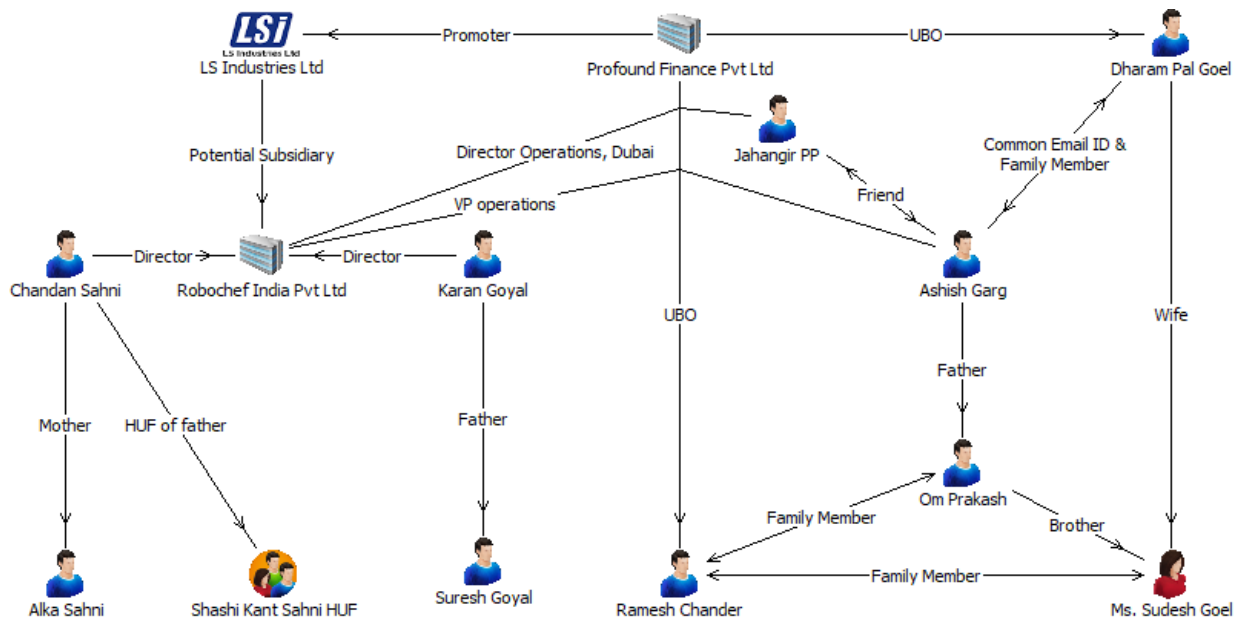 LSi
LS Industries Ltd
LS Industries Ltd
Promoter
Profound Finance Pvt Ltd
UBO
Dharam Pal Goel
Potential Subsidiary
Director Operations, Dubai
Jahangir PP
Common Email ID &
Family Member
VP operations
Friend
Chandan Sahni
Director
Robochef India Pvt Ltd
Director
Karan Goyal
Ashish Garg
UBO
Wife
Mother
HUF of father
Father
Father
Om Prakash
Family Member
Brother
Family Member
Alka Sahni
Shashi Kant Sahni HUF
Suresh Goyal
Ramesh Chander
Ms. Sudesh Goel